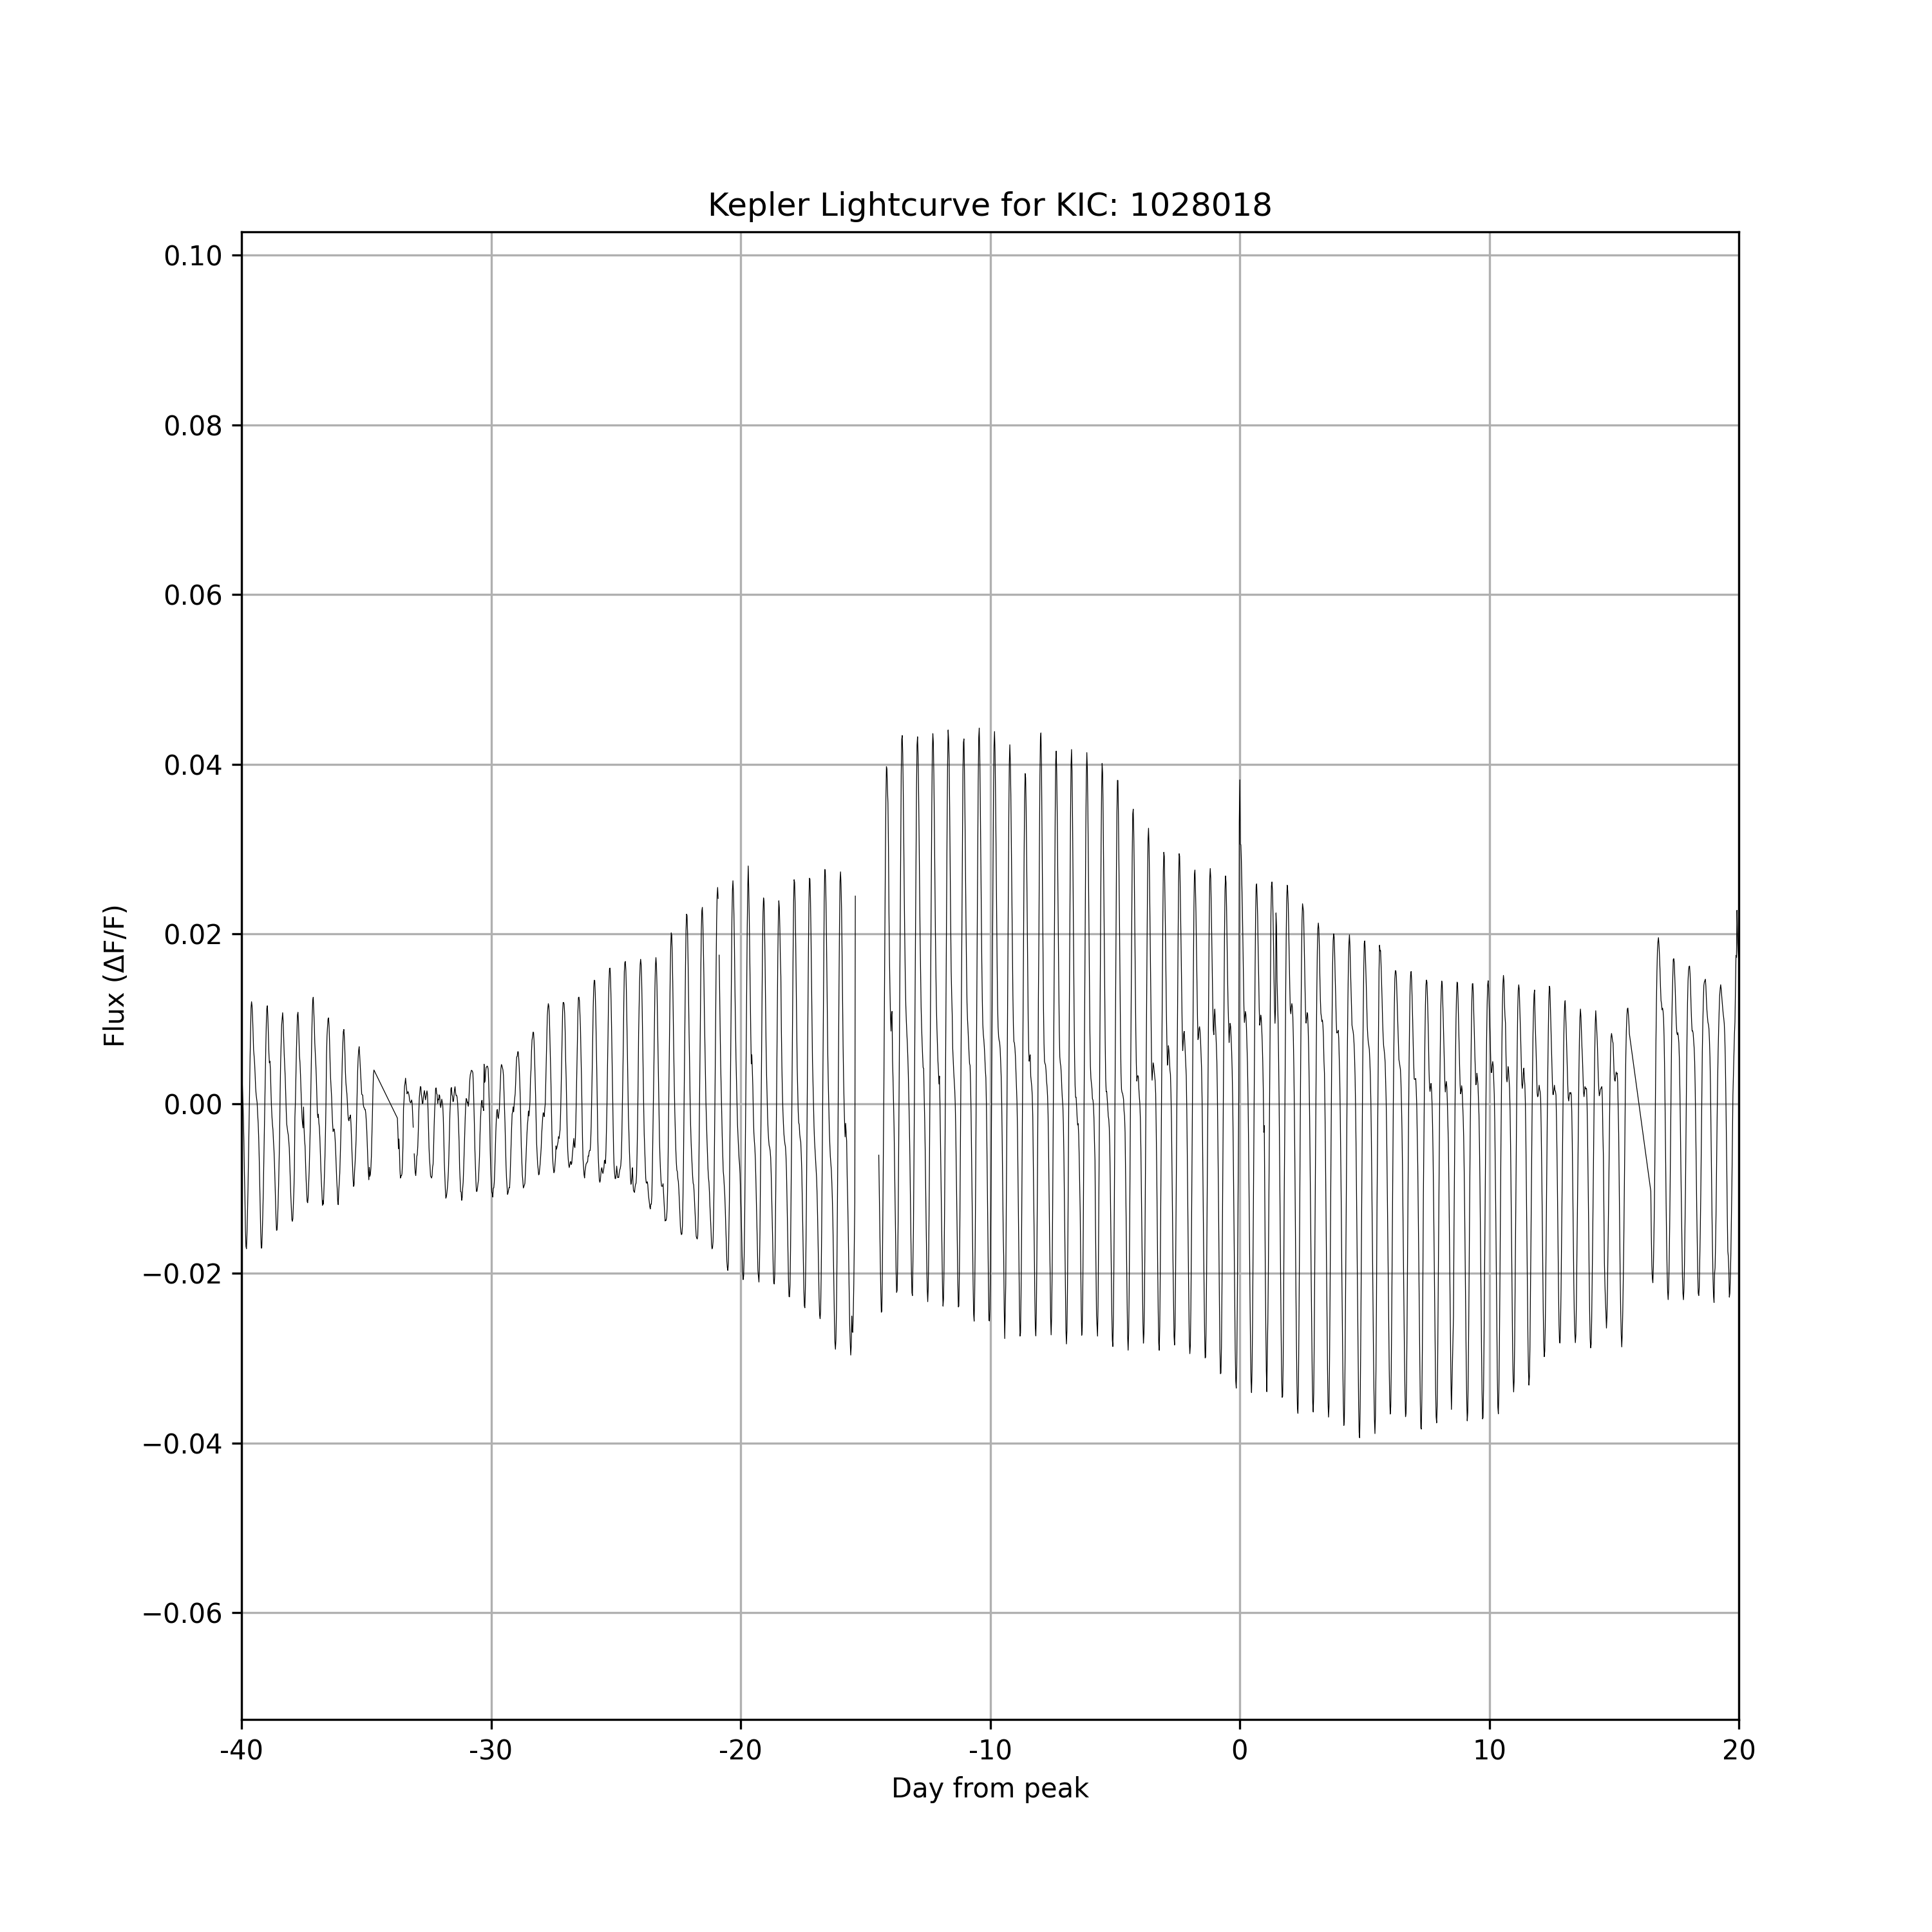 Kepler Lightcurve for KIC: 1028018
0.10
0.08
0.06
0.04
0.02
0.00
−0.02
−0.04
−0.06
Flux (ΔF/F)
-40 -30 -20 -10 0 10 20
Day from peak